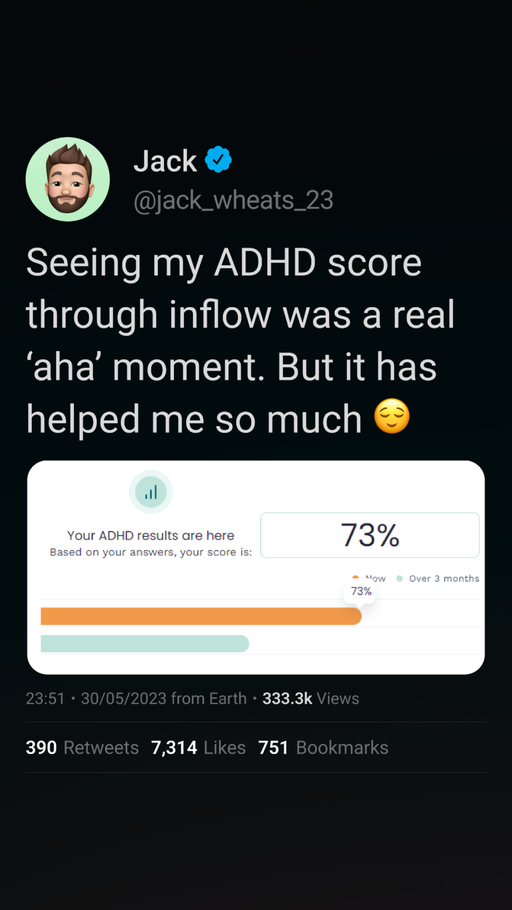 Jack
@jack_wheats_23
Seeing my ADHD score
through inflow was a real
‘aha’ moment. But it has
helped me so much 😌
Your ADHD results are here
Based on your answers, your score is:
73%
Now Over 3 months
73%
23:51 • 30/05/2023 from Earth • 333.3k Views
390 Retweets 7,314 Likes 751 Bookmarks